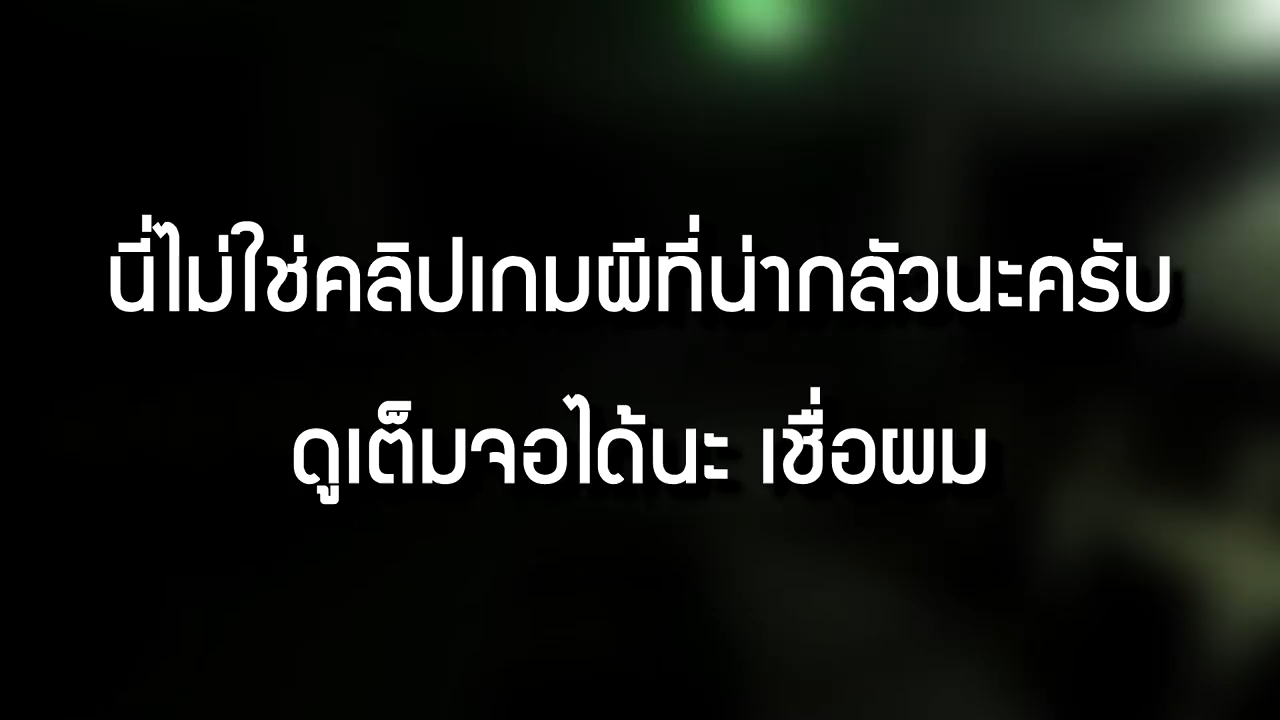 นี่ไม่ใช่คลิปเกมผีที่น่ากลัวนะครับ
ดูเต็มจอได้นะ เชื่อผม